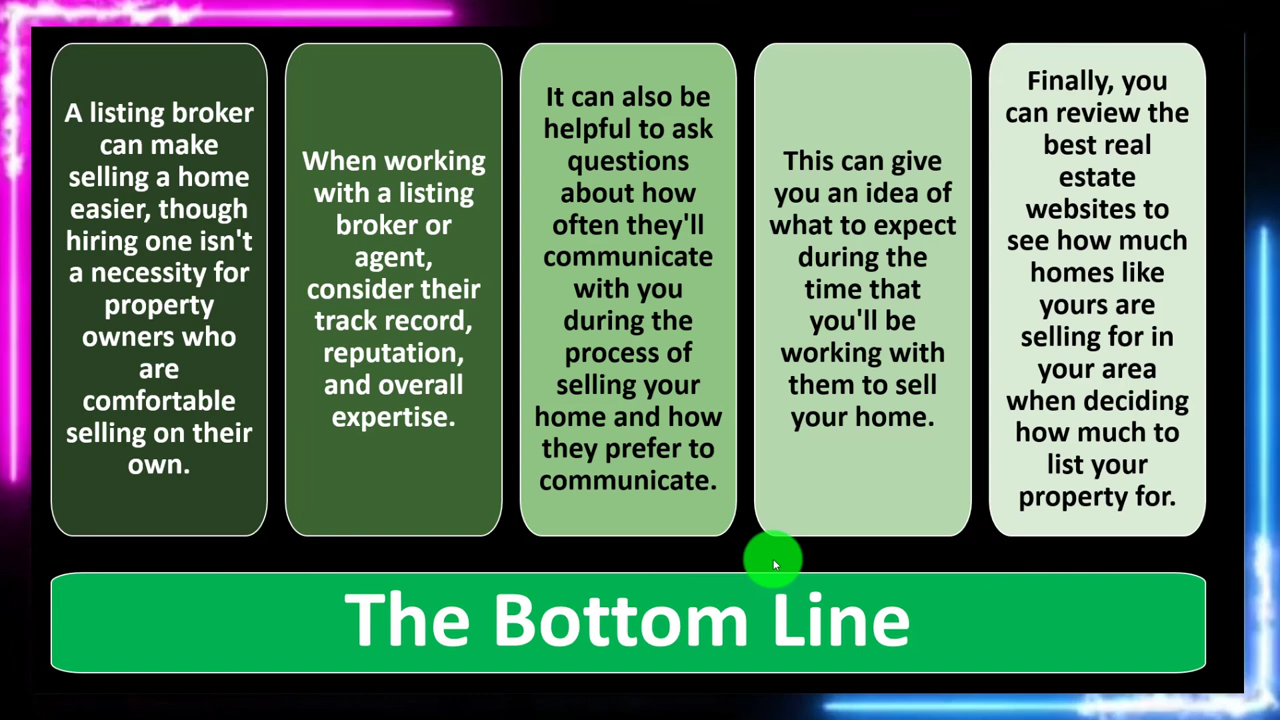 A listing broker
can make
selling a home
easier, though
hiring one isn't
a necessity for
property
owners who
are
comfortable
selling on their
own.
When working
with a listing
broker or
agent,
consider their
track record,
reputation,
and overall
expertise.
It can also be
helpful to ask
questions
about how
often they'll
communicate
with you
during the
process of
selling your
home and how
they prefer to
communicate.
This can give
you an idea of
what to expect
during the
time that
you'll be
working with
them to sell
your home.
Finally, you
can review the
best real
estate
websites to
see how much
homes like
yours are
selling for in
your area
when deciding
how much to
list your
property for.
The Bottom Line